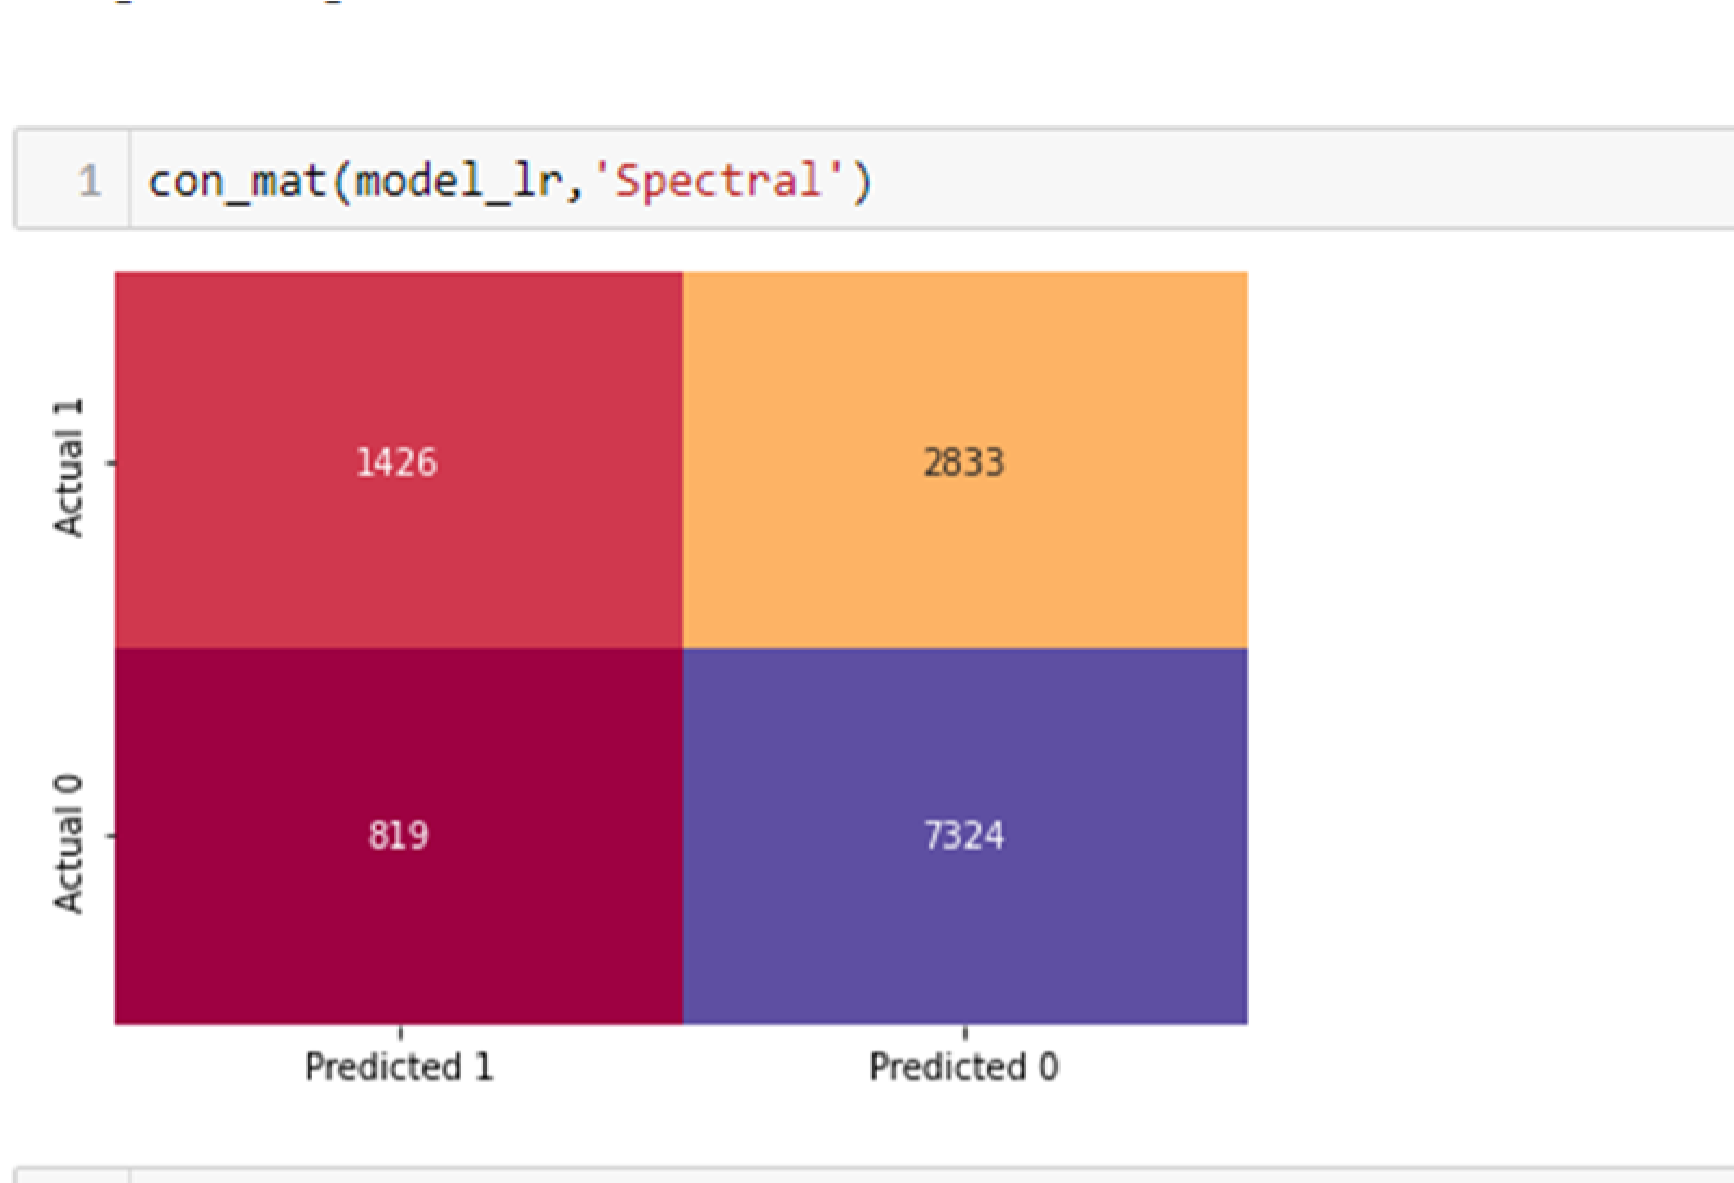 1 con_mat(model_lr,'Spectral')
Actual 1
1426 2833
Actual 0
819 7324
Predicted 1 Predicted 0